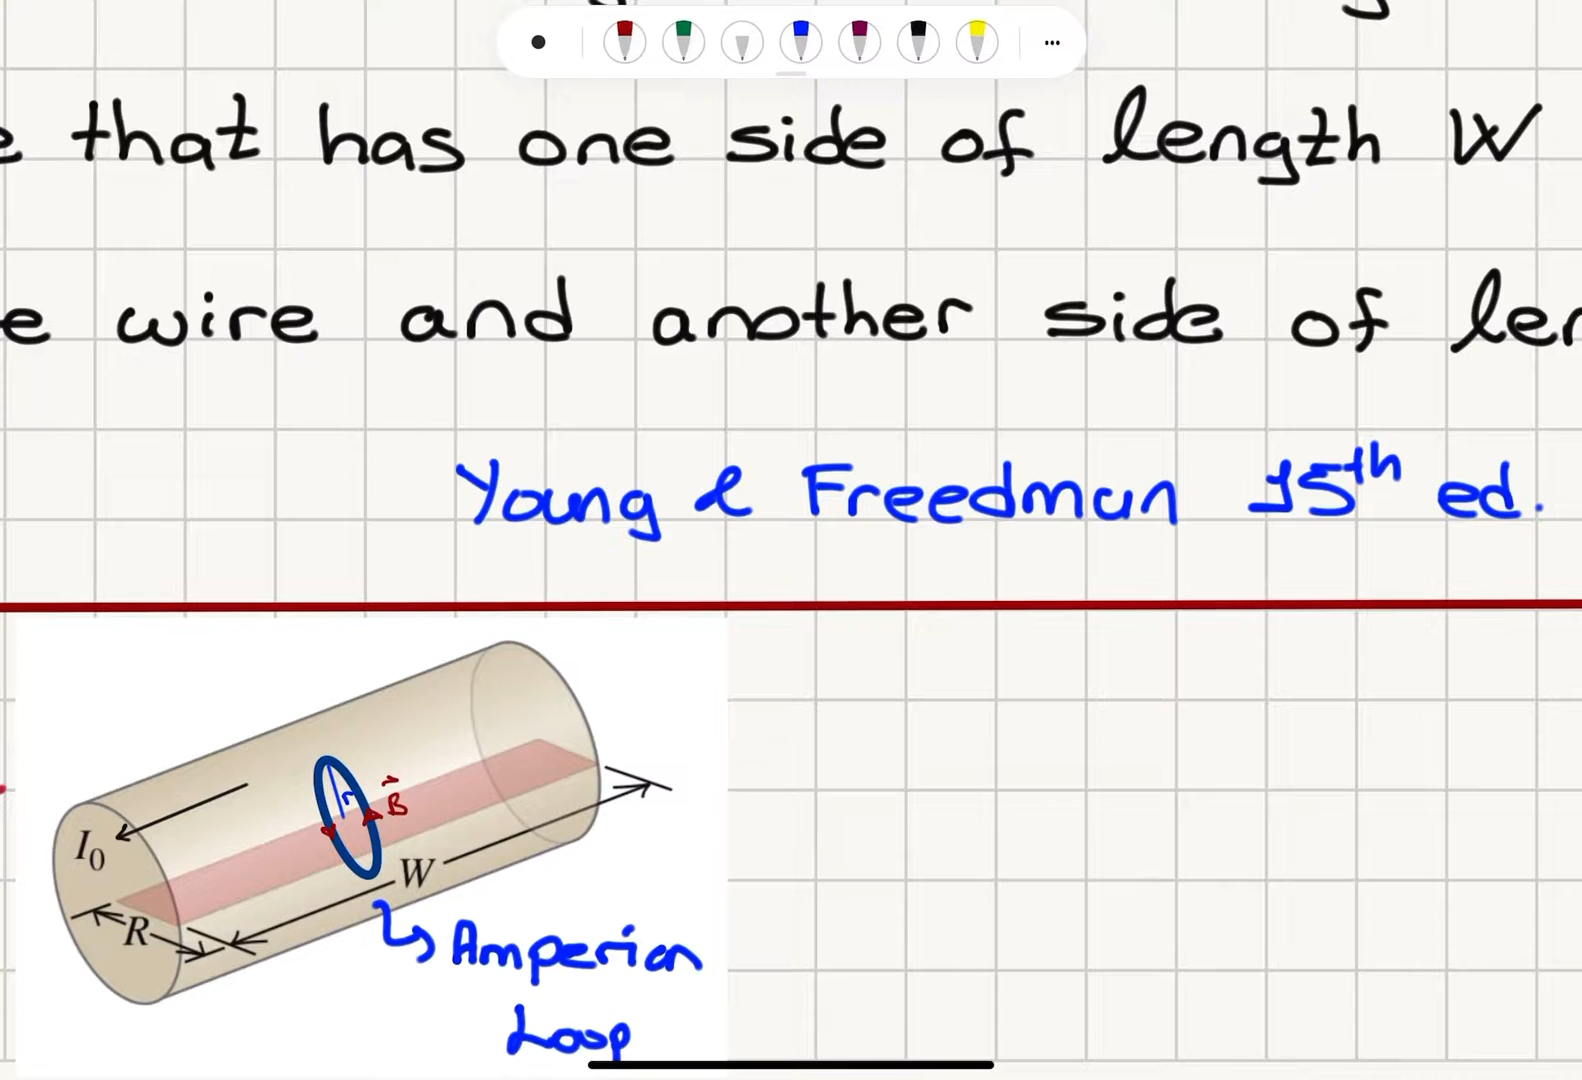 that has one side of length W
e wire and another side of len
Young & Freedman 15th ed.
I0
r
B
W
R
Amperian
Loop